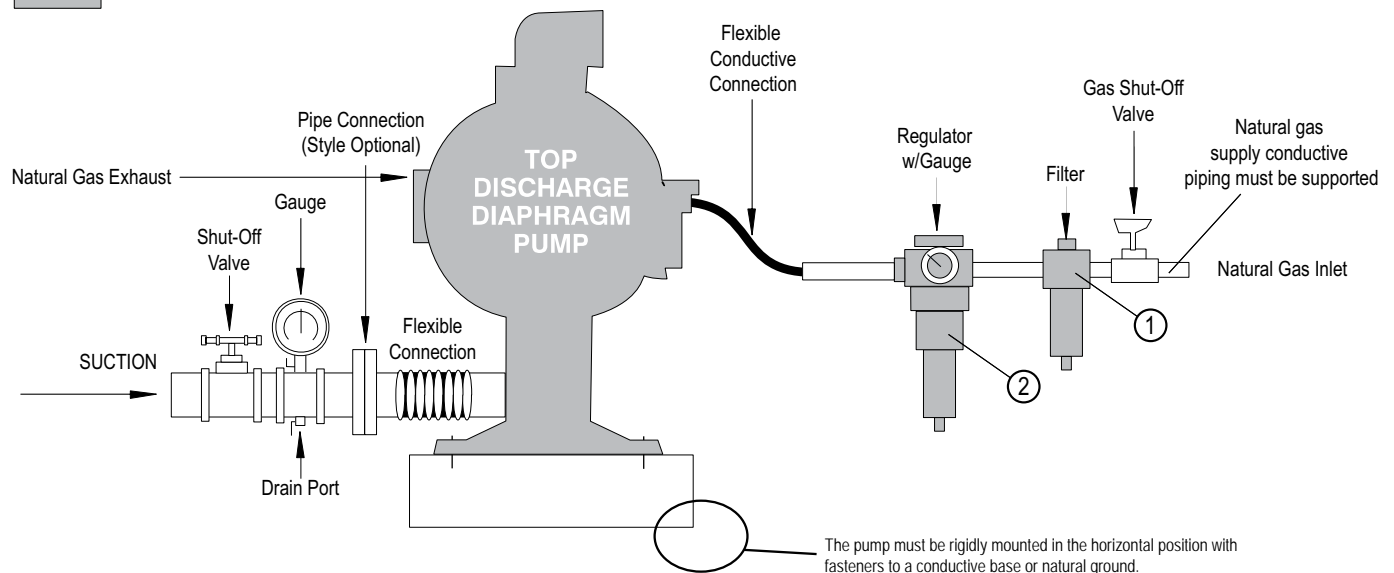 Flexible
Conductive
Connection
Gas Shut-Off
Valve
Pipe Connection
(Style Optional)
Regulator
w/Gauge
Natural gas
supply conductive
piping must be supported
TOP
DISCHARGE
DIAPHRAGM
PUMP
Filter
Natural Gas Exhaust
Gauge
Shut-Off
Valve
Natural Gas Inlet
1
Flexible
Connection
SUCTION
2
Drain Port
The pump must be rigidly mounted in the horizontal position with
fasteners to a conductive base or natural ground.